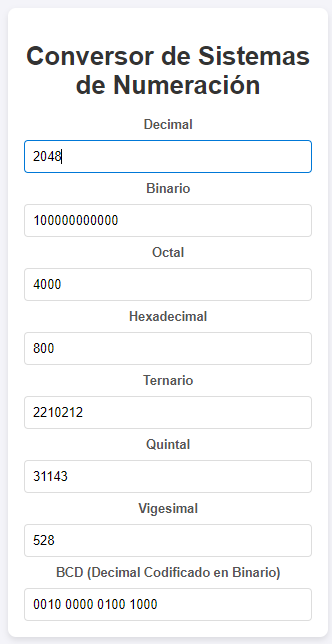 Conversor de Sistemas
de Numeración
Decimal
2048
Binario
100000000000
Octal
4000
Hexadecimal
800
Ternario
2210212
Quintal
31143
Vigesimal
528
BCD (Decimal Codificado en Binario)
0010 0000 0100 1000